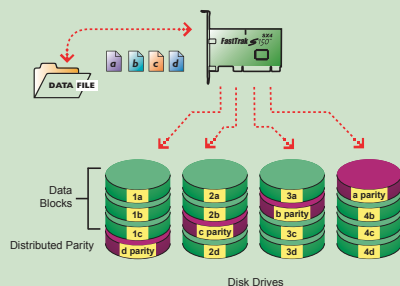 FastTrak S150 SX4
DATA FILE
a b c d
Data
Blocks
Distributed Parity
1a
1b
1c
d parity
2a
2b
c parity
2d
3a
b parity
3c
3d
a parity
4b
4c
4d
Disk Drives